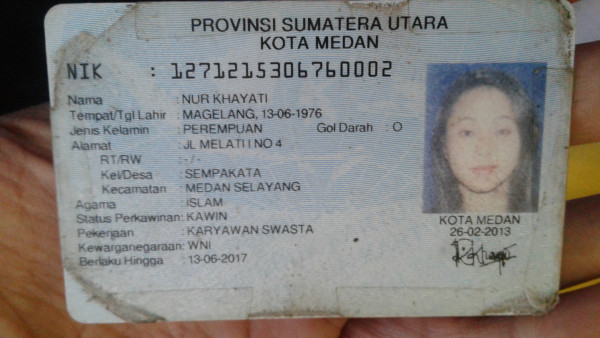 PROVINSI SUMATERA UTARA
KOTA MEDAN
NIK : 1271215306760002
Nama : NUR KHAYATI
Tempat/Tgl Lahir : MAGELANG, 13-06-1976
Jenis Kelamin : PEREMPUAN Gol Darah : O
Alamat : JL MELATI I NO 4
RT/RW : -/-
Kel/Desa : SEMPAKATA
Kecamatan : MEDAN SELAYANG
Agama : ISLAM
Status Perkawinan: KAWIN
Pekerjaan : KARYAWAN SWASTA
Kewarganegaraan: WNI
Berlaku Hingga : 13-06-2017
KOTA MEDAN
26-02-2013